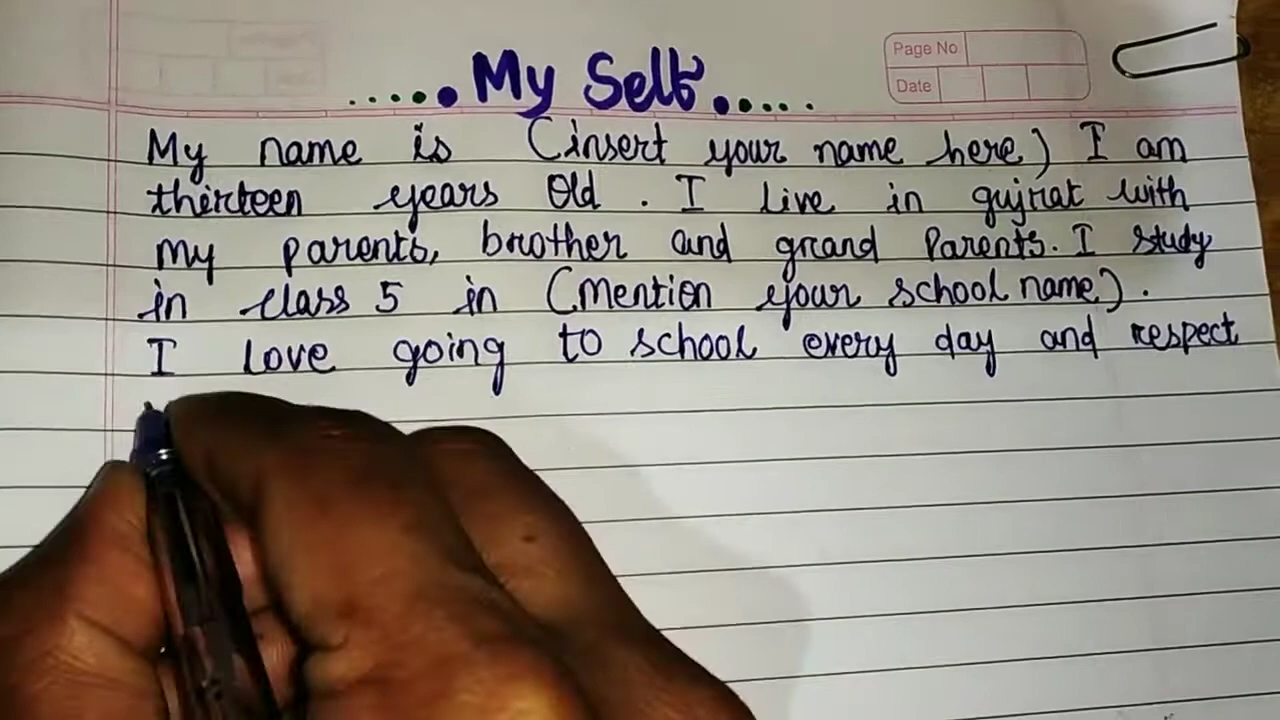 Page No
.....My Self.....
Date
My name is (insert your name here) I am
thirteen years old . I live in gujrat with
my parents, brother and grand Parents. I study
in class 5 in (Mention your school name).
I love going to school every day and respect